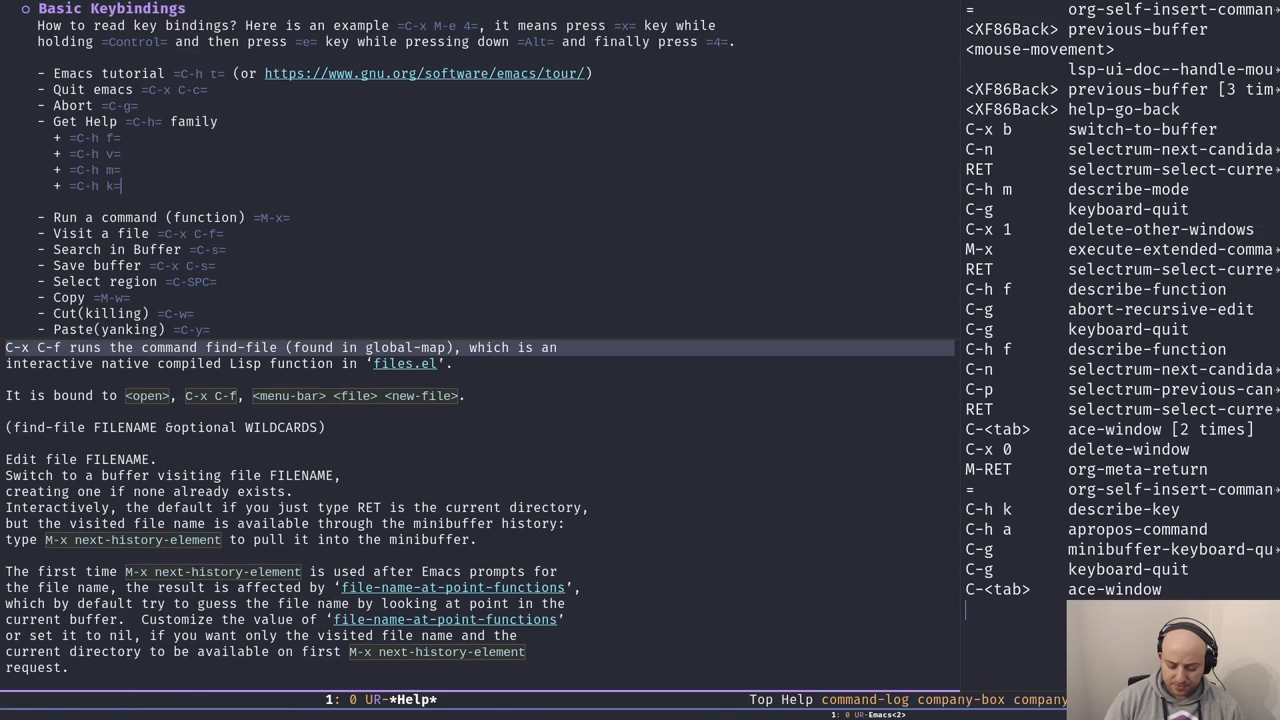 ○ Basic Keybindings
How to read key bindings? Here is an example =C-x M-e 4=, it means press =x= key while
holding =Control= and then press =e= key while pressing down =Alt= and finally press =4=.
- Emacs tutorial =C-h t= (or https://www.gnu.org/software/emacs/tour/)
- Quit emacs =C-x C-c=
- Abort =C-g=
- Get Help =C-h= family
+ =C-h f=
+ =C-h v=
+ =C-h m=
+ =C-h k=
- Run a command (function) =M-x=
- Visit a file =C-x C-f=
- Search in Buffer =C-s=
- Save buffer =C-x C-s=
- Select region =C-SPC=
- Copy =M-w=
- Cut(killing) =C-w=
- Paste(yanking) =C-y=
C-x C-f runs the command find-file (found in global-map), which is an
interactive native compiled Lisp function in ‘files.el’.
It is bound to <open>, C-x C-f, <menu-bar> <file> <new-file>.
(find-file FILENAME &optional WILDCARDS)
Edit file FILENAME.
Switch to a buffer visiting file FILENAME,
creating one if none already exists.
Interactively, the default if you just type RET is the current directory,
but the visited file name is available through the minibuffer history:
type M-x next-history-element to pull it into the minibuffer.
The first time M-x next-history-element is used after Emacs prompts for
the file name, the result is affected by ‘file-name-at-point-functions’,
which by default try to guess the file name by looking at point in the
current buffer.  Customize the value of ‘file-name-at-point-functions’
or set it to nil, if you want only the visited file name and the
current directory to be available on first M-x next-history-element
request.
1: 0 UR-*Help* Top Help command-log company-box company
= org-self-insert-comman
<XF86Back> previous-buffer
<mouse-movement>
lsp-ui-doc--handle-mou
<XF86Back> previous-buffer [3 tim
<XF86Back> help-go-back
C-x b switch-to-buffer
C-n selectrum-next-candida
RET selectrum-select-curre
C-h m describe-mode
C-g keyboard-quit
C-x 1 delete-other-windows
M-x execute-extended-comma
RET selectrum-select-curre
C-h f describe-function
C-g abort-recursive-edit
C-g keyboard-quit
C-h f describe-function
C-n selectrum-next-candida
C-p selectrum-previous-can
RET selectrum-select-curre
C-<tab> ace-window [2 times]
C-x 0 delete-window
M-RET org-meta-return
= org-self-insert-comman
C-h k describe-key
C-h a apropos-command
C-g minibuffer-keyboard-qu
C-g keyboard-quit
C-<tab> ace-window
1: 0 UR-Emacs<2>